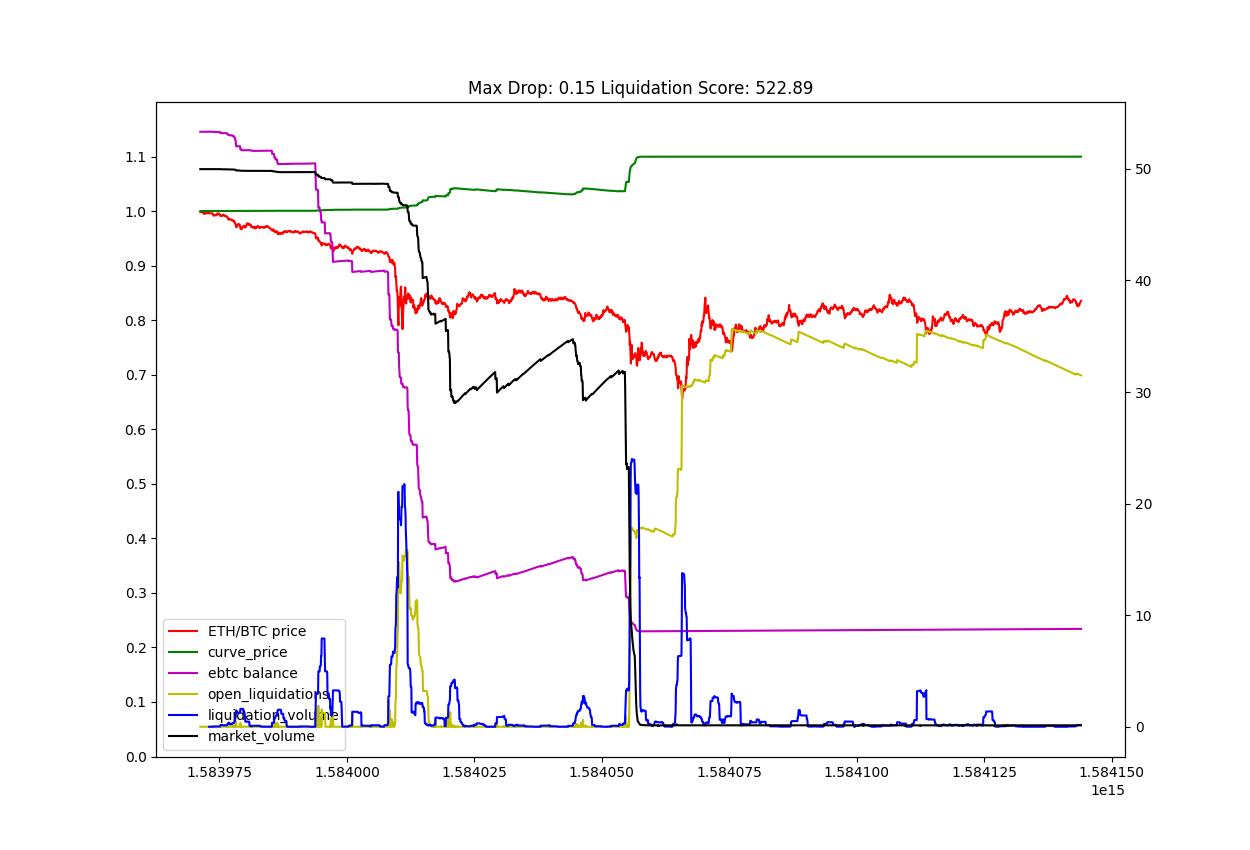 Max Drop: 0.15 Liquidation Score: 522.89
1.1
1.0
0.9
0.8
0.7
0.6
0.5
0.4
0.3
0.2
0.1
0.0
50
40
30
20
10
0
ETH/BTC price
curve_price
ebtc balance
open_liquidations
liquidation_volume
market_volume
1.583975 1.584000 1.584025 1.584050 1.584075 1.584100 1.584125 1.584150
1e15